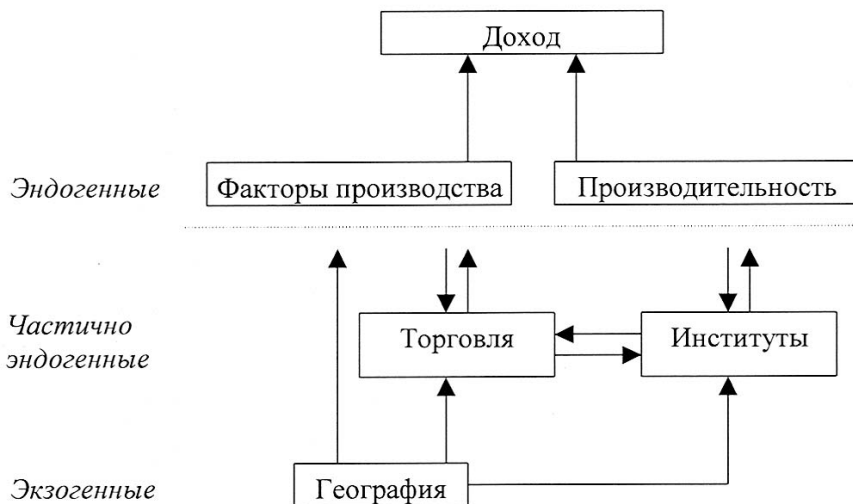 Доход
Эндогенные
Факторы производства
Производительность
Частично
эндогенные
Торговля
Институты
Экзогенные
География